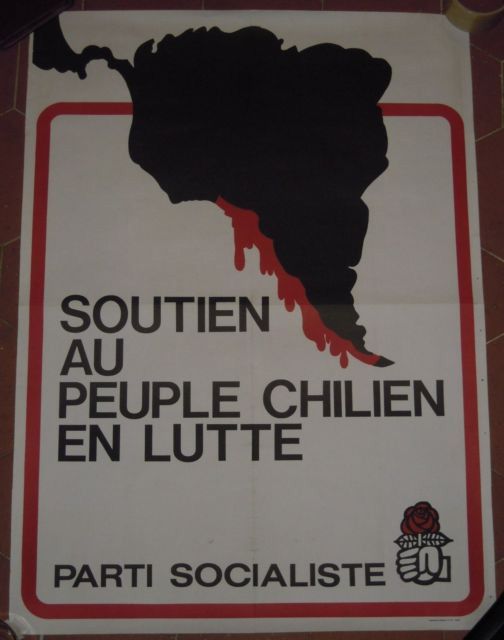 SOUTIEN
AU
PEUPLE CHILIEN
EN LUTTE
PARTI SOCIALISTE